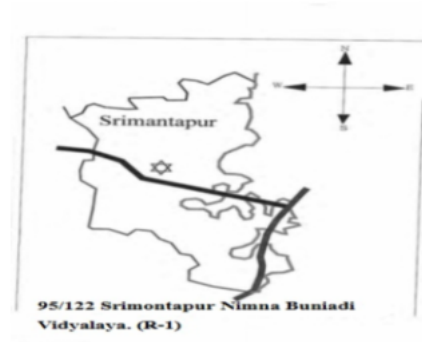 N
W E
Srimantapur
S
95/122 Srimontapur Nimna Buniadi
Vidyalaya. (R-1)